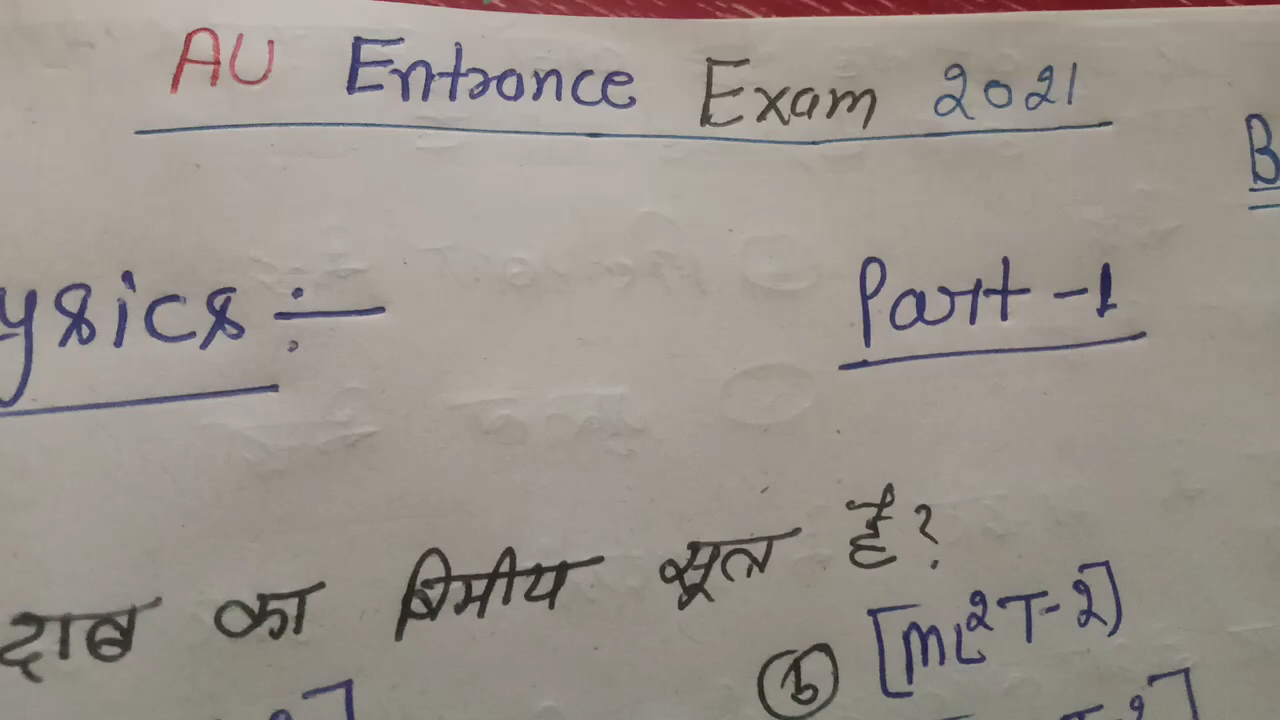 AU Entrance Exam 2021
B
ysics ÷
Part-1
दाब का विमीय सूत्र है?
ⓑ [ML²T-2]